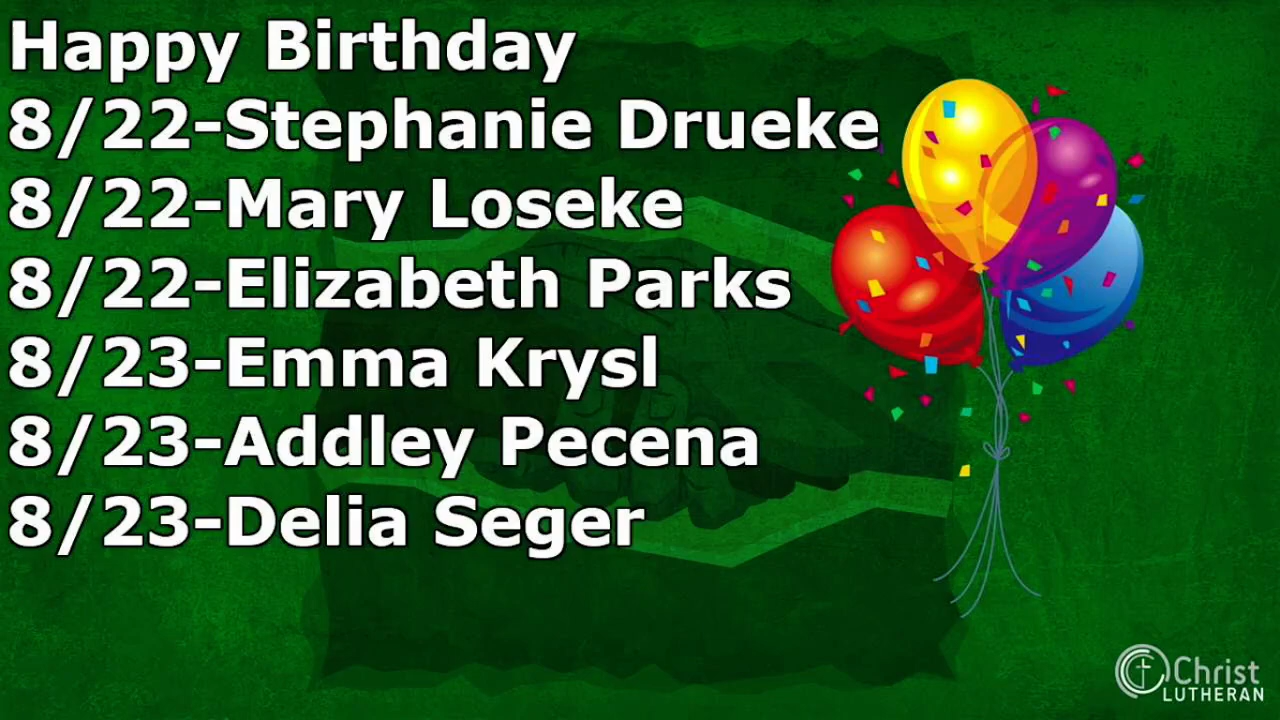 Happy Birthday
8/22-Stephanie Drueke
8/22-Mary Loseke
8/22-Elizabeth Parks
8/23-Emma Krysl
8/23-Addley Pecena
8/23-Delia Seger
Christ
LUTHERAN